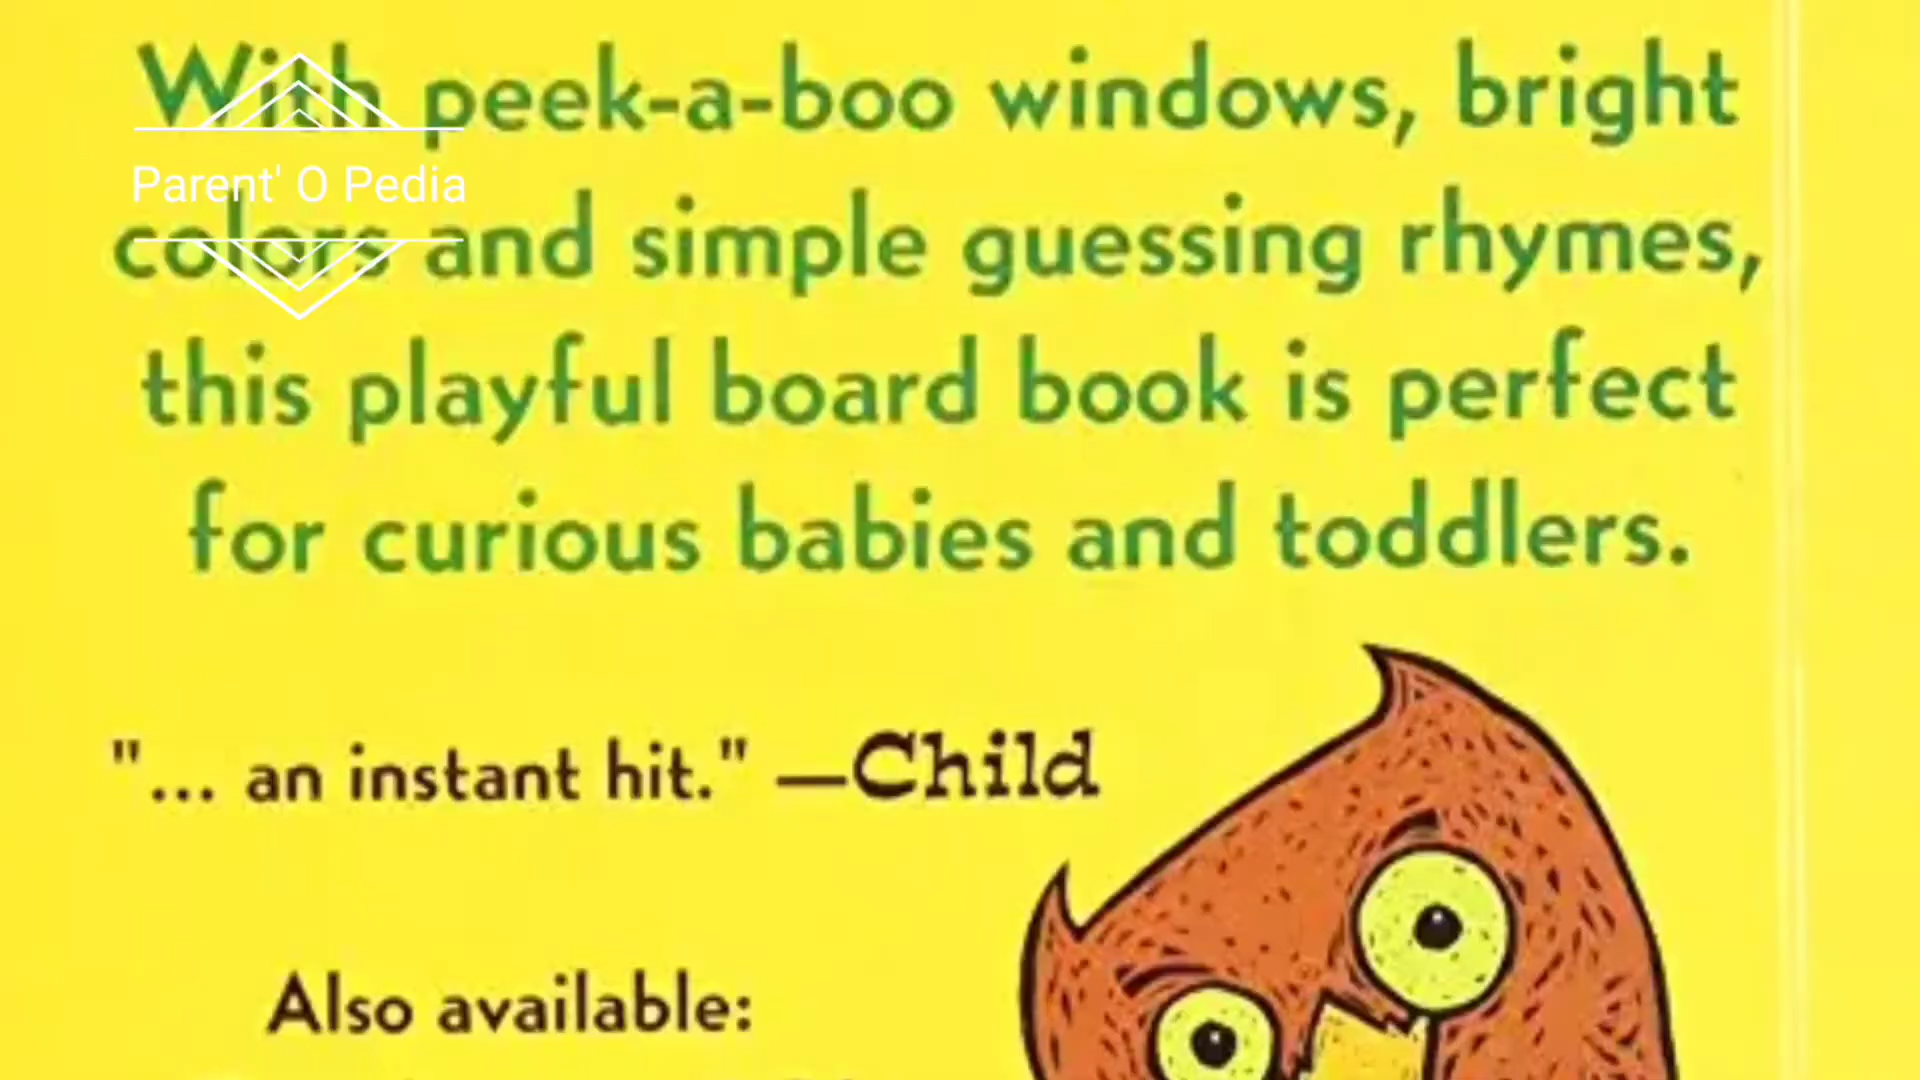 With peek-a-boo windows, bright
Parent' O Pedia
colors and simple guessing rhymes,
this playful board book is perfect
for curious babies and toddlers.
"... an instant hit." —Child
Also available: